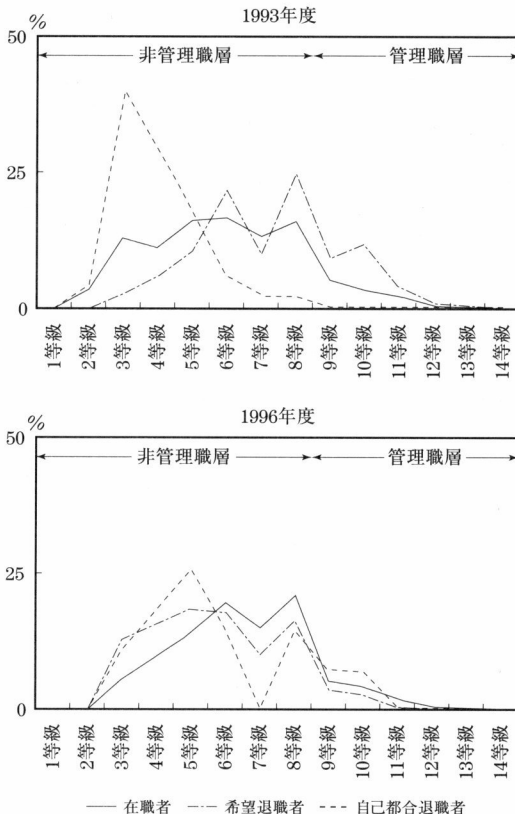 1993年度
%
50
非管理職層
管理職層
25
0
1等級
2等級
3等級
4等級
5等級
6等級
7等級
8等級
9等級
10等級
11等級
12等級
13等級
14等級
1996年度
%
50
非管理職層
管理職層
25
0
1等級
2等級
3等級
4等級
5等級
6等級
7等級
8等級
9等級
10等級
11等級
12等級
13等級
14等級
在職者 希望退職者 自己都合退職者